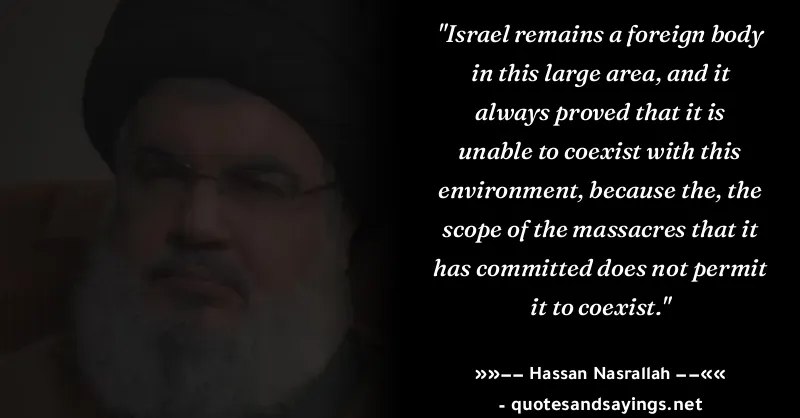 "Israel remains a foreign body
in this large area, and it
always proved that it is
unable to coexist with this
environment, because the, the
scope of the massacres that it
has committed does not permit
it to coexist."
»»−− Hassan Nasrallah −−««
- quotesandsayings.net